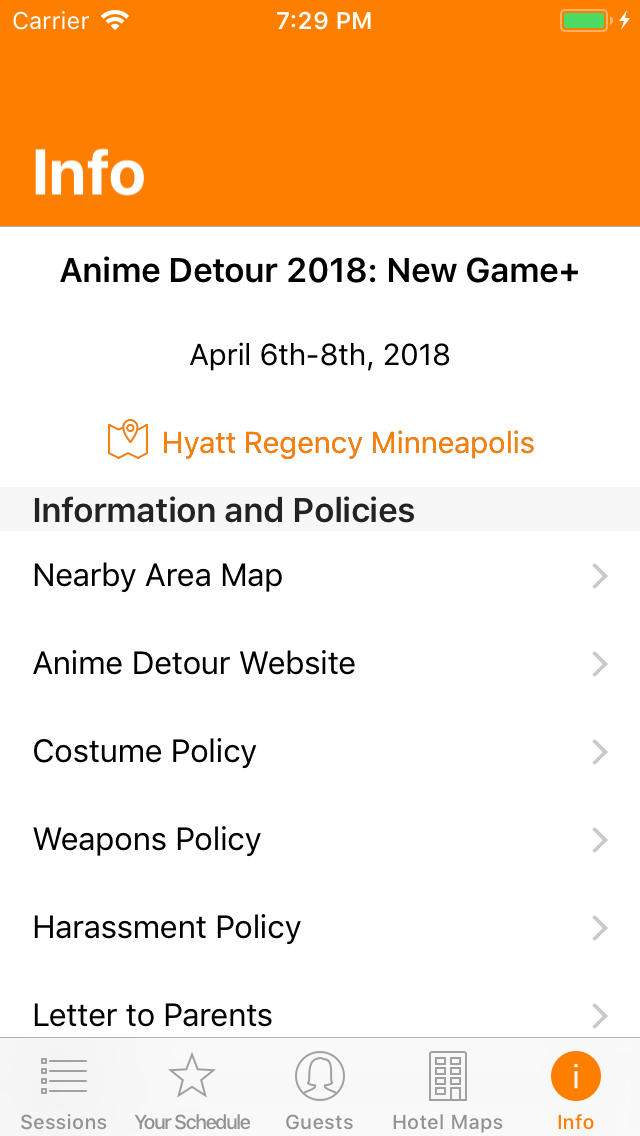 Carrier 7:29 PM
Info
Anime Detour 2018: New Game+
April 6th-8th, 2018
Hyatt Regency Minneapolis
Information and Policies
Nearby Area Map
Anime Detour Website
Costume Policy
Weapons Policy
Harassment Policy
Letter to Parents
Sessions Your Schedule Guests Hotel Maps Info